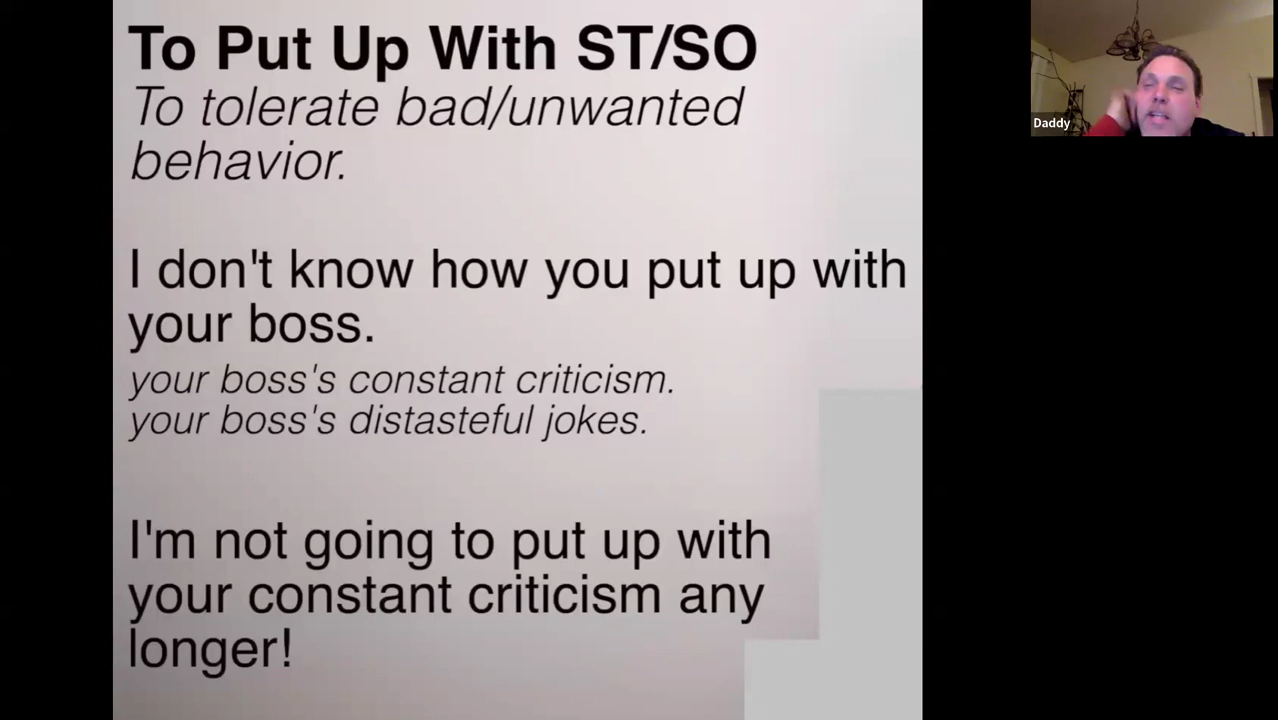 To Put Up With ST/SO
To tolerate bad/unwanted
behavior.
I don't know how you put up with
your boss.
your boss's constant criticism.
your boss's distasteful jokes.
I'm not going to put up with
your constant criticism any
longer!
Daddy